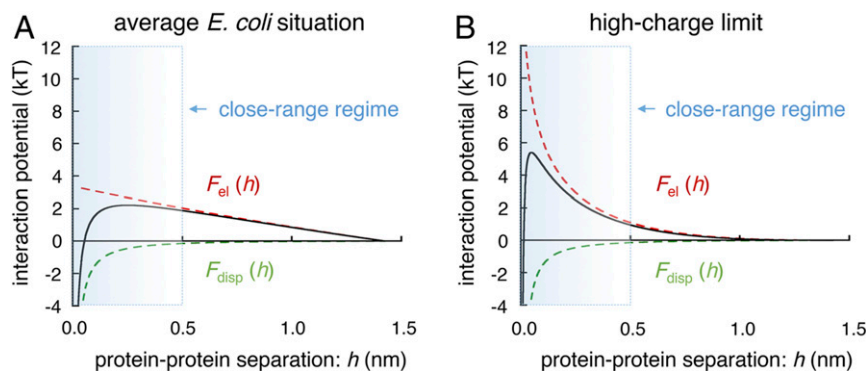 A
average E. coli situation
interaction potential (kT)
12
10
8
6
4
2
0
-2
-4
← close-range regime
Fel (h)
Fdisp (h)
0.0
0.5
1.0
1.5
protein-protein separation: h (nm)
B
high-charge limit
interaction potential (kT)
12
10
8
6
4
2
0
-2
-4
← close-range regime
Fel (h)
Fdisp (h)
0.0
0.5
1.0
1.5
protein-protein separation: h (nm)